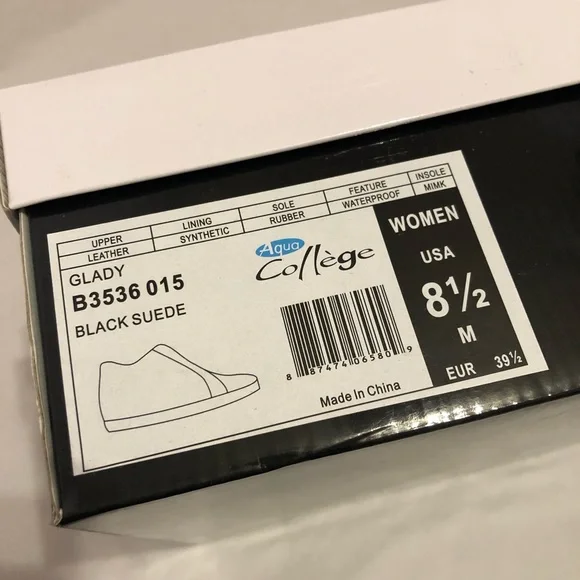 UPPER LINING SOLE FEATURE INSOLE
LEATHER SYNTHETIC RUBBER WATERPROOF MIMK
GLADY
B3536 015
BLACK SUEDE
Aqua
Collège
8 87474 06580 9
Made In China
WOMEN
USA
8½
M
EUR 39½